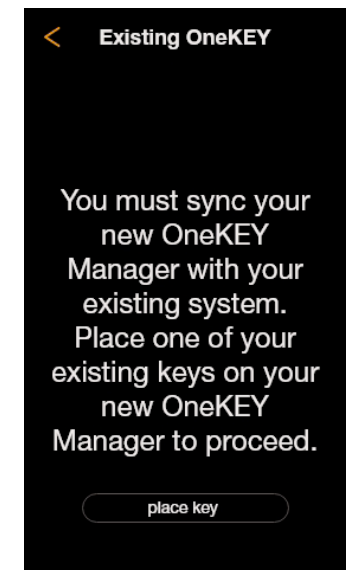 Existing OneKEY
You must sync your
new OneKEY
Manager with your
existing system.
Place one of your
existing keys on your
new OneKEY
Manager to proceed.
place key